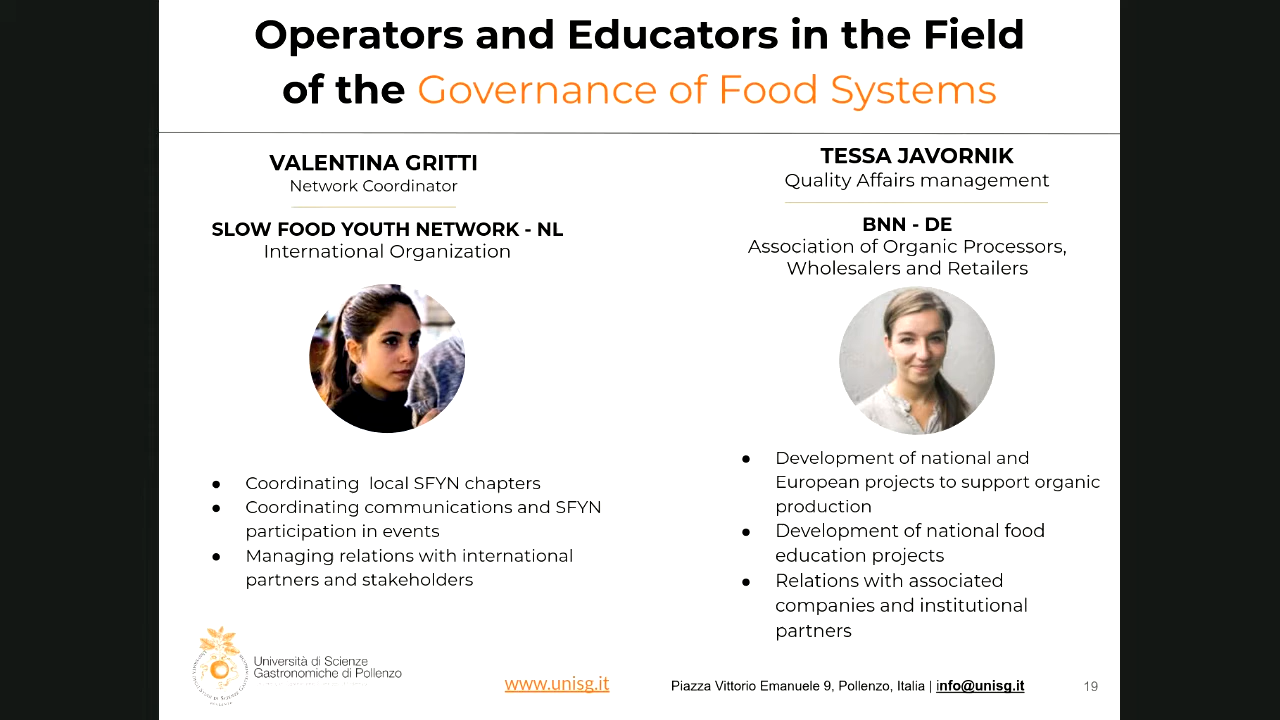 Operators and Educators in the Field
of the Governance of Food Systems
VALENTINA GRITTI
Network Coordinator
SLOW FOOD YOUTH NETWORK - NL
International Organization
● Coordinating local SFYN chapters
● Coordinating communications and SFYN
participation in events
● Managing relations with international
partners and stakeholders
TESSA JAVORNIK
Quality Affairs management
BNN - DE
Association of Organic Processors,
Wholesalers and Retailers
● Development of national and
European projects to support organic
production
● Development of national food
education projects
● Relations with associated
companies and institutional
partners
Università di Scienze
Gastronomiche di Pollenzo
www.unisg.it
Piazza Vittorio Emanuele 9, Pollenzo, Italia | info@unisg.it
19